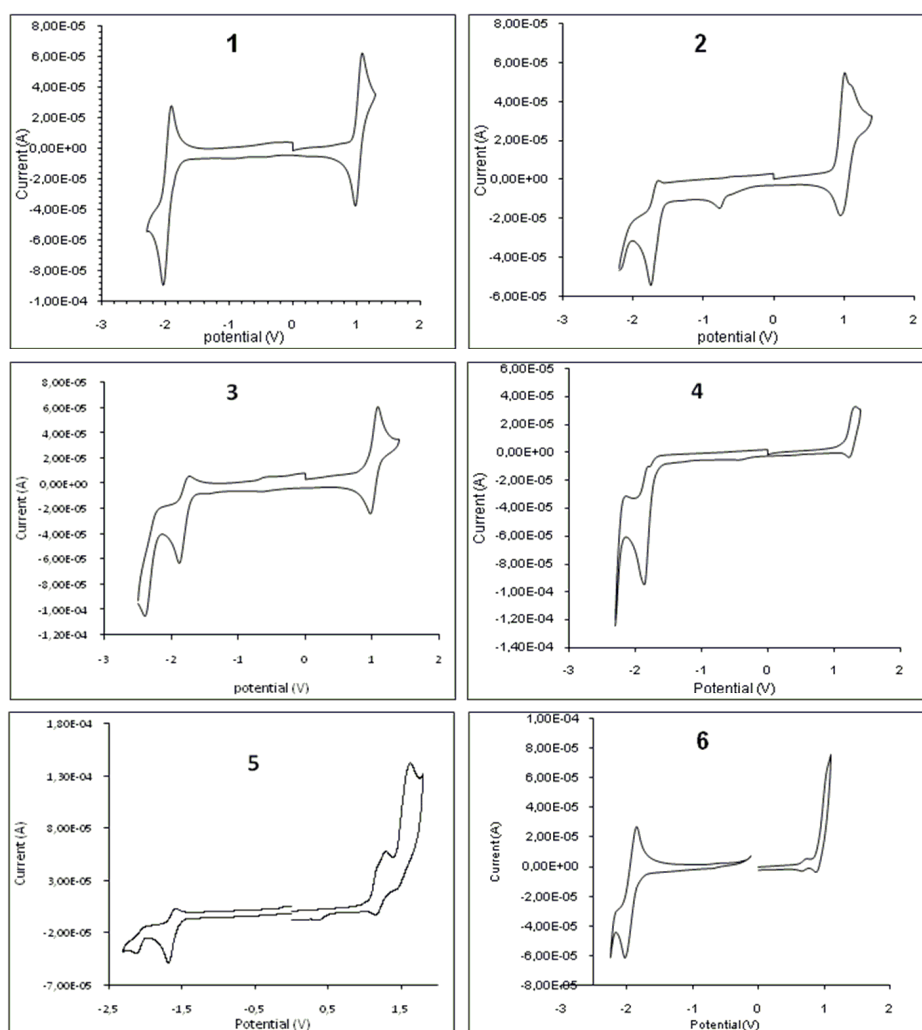 1
8,00E-05
6,00E-05
4,00E-05
2,00E-05
0,00E+00
-2,00E-05
-4,00E-05
-6,00E-05
-8,00E-05
-1,00E-04
Current (A)
-3 -2 -1 0 1 2
potential (V)
2
8,00E-05
6,00E-05
4,00E-05
2,00E-05
0,00E+00
-2,00E-05
-4,00E-05
-6,00E-05
Current (A)
-3 -2 -1 0 1 2
potential (V)
3
8,00E-05
6,00E-05
4,00E-05
2,00E-05
0,00E+00
-2,00E-05
-4,00E-05
-6,00E-05
-8,00E-05
-1,00E-04
-1,20E-04
Current (A)
-3 -2 -1 0 1 2
potential (V)
4
6,00E-05
4,00E-05
2,00E-05
0,00E+00
-2,00E-05
-4,00E-05
-6,00E-05
-8,00E-05
-1,00E-04
-1,20E-04
-1,40E-04
Current (A)
-3 -2 -1 0 1 2
Potential (V)
5
1,80E-04
1,30E-04
8,00E-05
3,00E-05
-2,00E-05
-7,00E-05
Current (A)
-2,5 -1,5 -0,5 0,5 1,5
Potential (V)
6
1,00E-04
8,00E-05
6,00E-05
4,00E-05
2,00E-05
0,00E+00
-2,00E-05
-4,00E-05
-6,00E-05
-8,00E-05
Current (A)
-3 -2 -1 0 1 2
Potential(V)